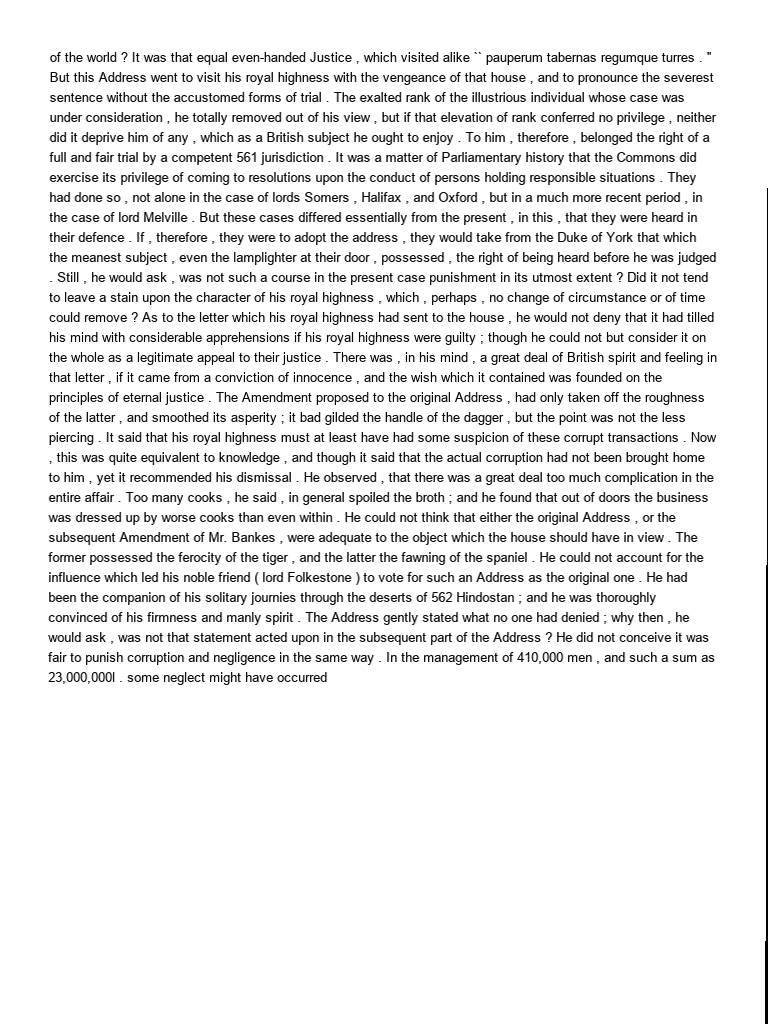 of the world ? It was that equal even-handed Justice , which visited alike `` pauperum tabernas regumque turres . "
But this Address went to visit his royal highness with the vengeance of that house , and to pronounce the severest
sentence without the accustomed forms of trial . The exalted rank of the illustrious individual whose case was
under consideration , he totally removed out of his view , but if that elevation of rank conferred no privilege , neither
did it deprive him of any , which as a British subject he ought to enjoy . To him , therefore , belonged the right of a
full and fair trial by a competent 561 jurisdiction . It was a matter of Parliamentary history that the Commons did
exercise its privilege of coming to resolutions upon the conduct of persons holding responsible situations . They
had done so , not alone in the case of lords Somers , Halifax , and Oxford , but in a much more recent period , in
the case of lord Melville . But these cases differed essentially from the present , in this , that they were heard in
their defence . If , therefore , they were to adopt the address , they would take from the Duke of York that which
the meanest subject , even the lamplighter at their door , possessed , the right of being heard before he was judged
. Still , he would ask , was not such a course in the present case punishment in its utmost extent ? Did it not tend
to leave a stain upon the character of his royal highness , which , perhaps , no change of circumstance or of time
could remove ? As to the letter which his royal highness had sent to the house , he would not deny that it had tilled
his mind with considerable apprehensions if his royal highness were guilty ; though he could not but consider it on
the whole as a legitimate appeal to their justice . There was , in his mind , a great deal of British spirit and feeling in
that letter , if it came from a conviction of innocence , and the wish which it contained was founded on the
principles of eternal justice . The Amendment proposed to the original Address , had only taken off the roughness
of the latter , and smoothed its asperity ; it bad gilded the handle of the dagger , but the point was not the less
piercing . It said that his royal highness must at least have had some suspicion of these corrupt transactions . Now
, this was quite equivalent to knowledge , and though it said that the actual corruption had not been brought home
to him , yet it recommended his dismissal . He observed , that there was a great deal too much complication in the
entire affair . Too many cooks , he said , in general spoiled the broth ; and he found that out of doors the business
was dressed up by worse cooks than even within . He could not think that either the original Address , or the
subsequent Amendment of Mr. Bankes , were adequate to the object which the house should have in view . The
former possessed the ferocity of the tiger , and the latter the fawning of the spaniel . He could not account for the
influence which led his noble friend ( lord Folkestone ) to vote for such an Address as the original one . He had
been the companion of his solitary journies through the deserts of 562 Hindostan ; and he was thoroughly
convinced of his firmness and manly spirit . The Address gently stated what no one had denied ; why then , he
would ask , was not that statement acted upon in the subsequent part of the Address ? He did not conceive it was
fair to punish corruption and negligence in the same way . In the management of 410,000 men , and such a sum as
23,000,000l . some neglect might have occurred